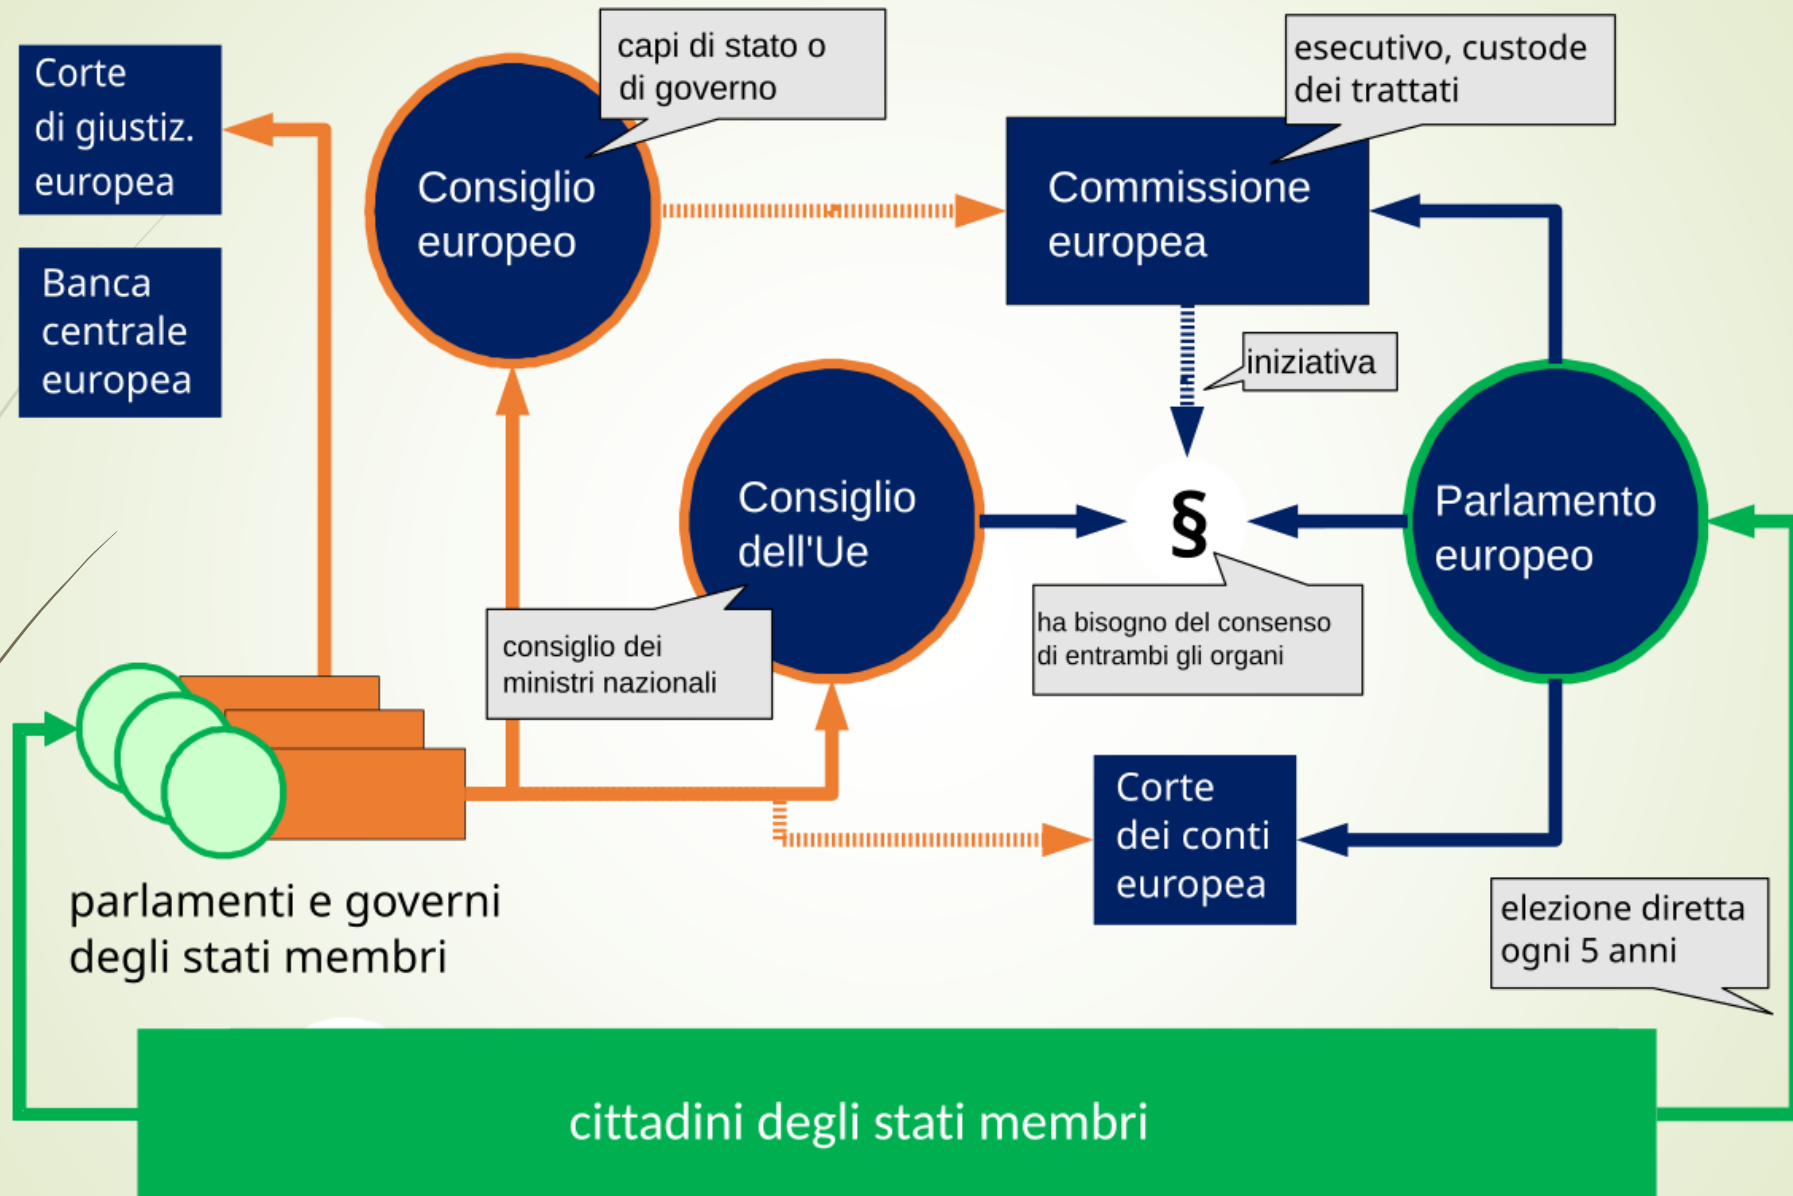 Corte
di giustiz.
europea
Banca
centrale
europea
capi di stato o
di governo
Consiglio
europeo
esecutivo, custode
dei trattati
Commissione
europea
iniziativa
Consiglio
dell'Ue
consiglio dei
ministri nazionali
§
ha bisogno del consenso
di entrambi gli organi
Parlamento
europeo
Corte
dei conti
europea
parlamenti e governi
degli stati membri
elezione diretta
ogni 5 anni
cittadini degli stati membri